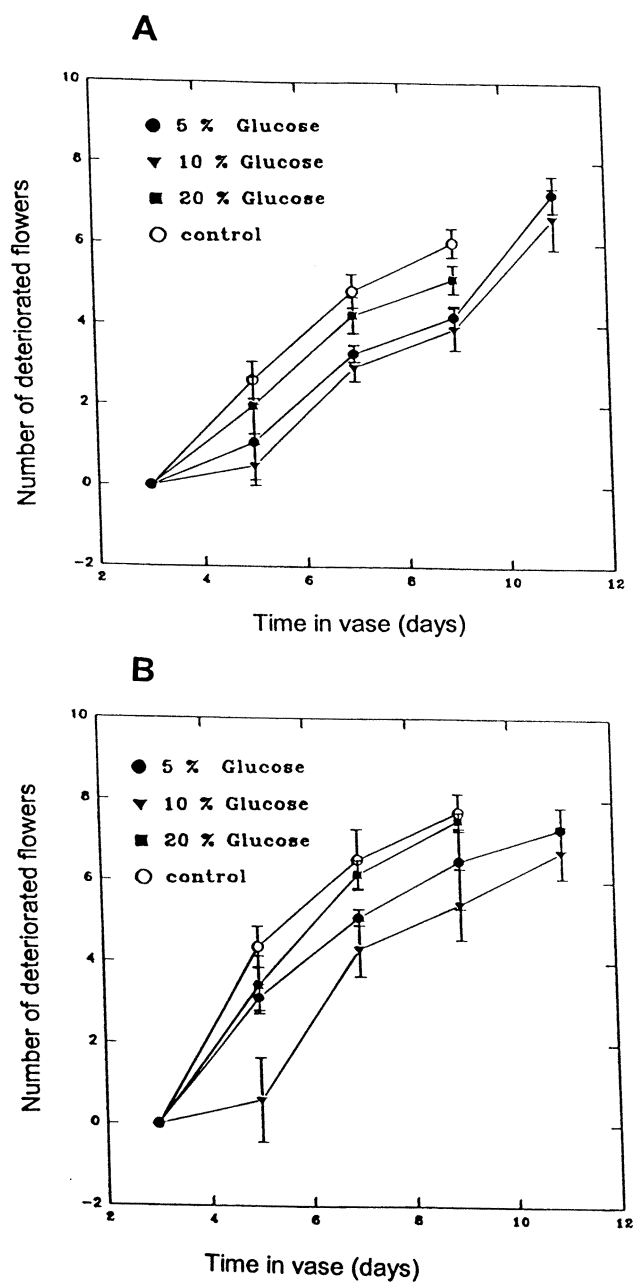 A
10
8
6
4
2
0
-2
Number of deteriorated flowers
5 % Glucose
10 % Glucose
20 % Glucose
control
2 4 6 8 10 12
Time in vase (days)
B
10
8
6
4
2
0
-2
Number of deteriorated flowers
5 % Glucose
10 % Glucose
20 % Glucose
control
2 4 6 8 10 12
Time in vase (days)